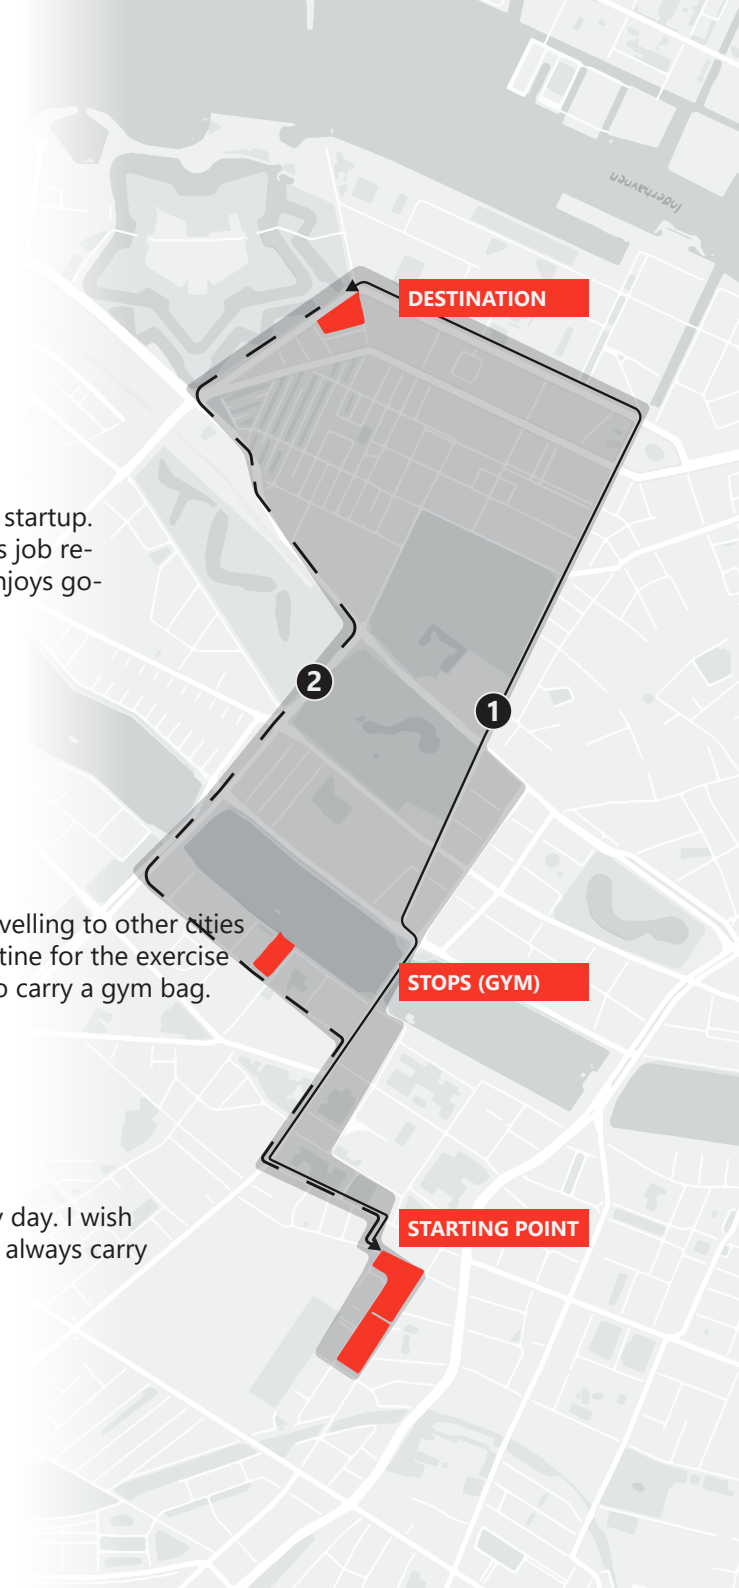 Inderhavnen
DESTINATION
startup.
s job re-
njoys go-
2
1
velling to other cities
tine for the exercise
o carry a gym bag.
STOPS (GYM)
y day. I wish
always carry
STARTING POINT